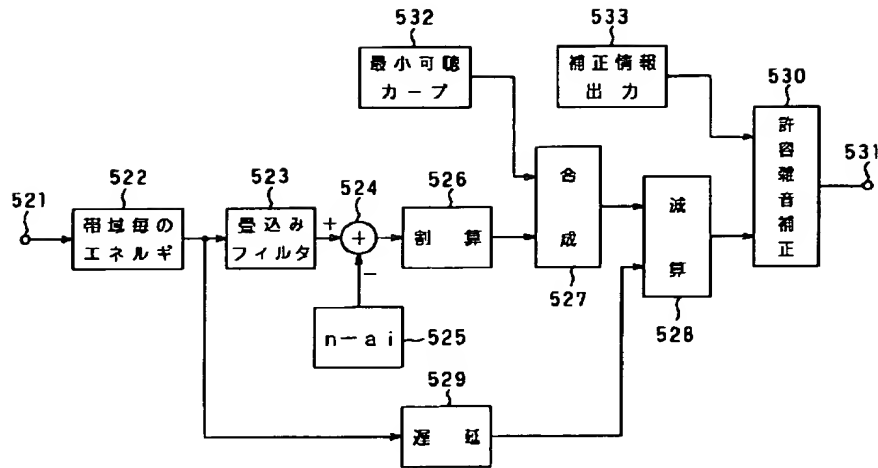 532
最小可聴
カーブ
533
補正情報
出力
530
許容雑音補正
531
521
522
帯域毎の
エネルギ
523
畳込み
フィルタ
524
+
+
−
526
割算
合成
527
減算
528
n−ai
525
529
遅延